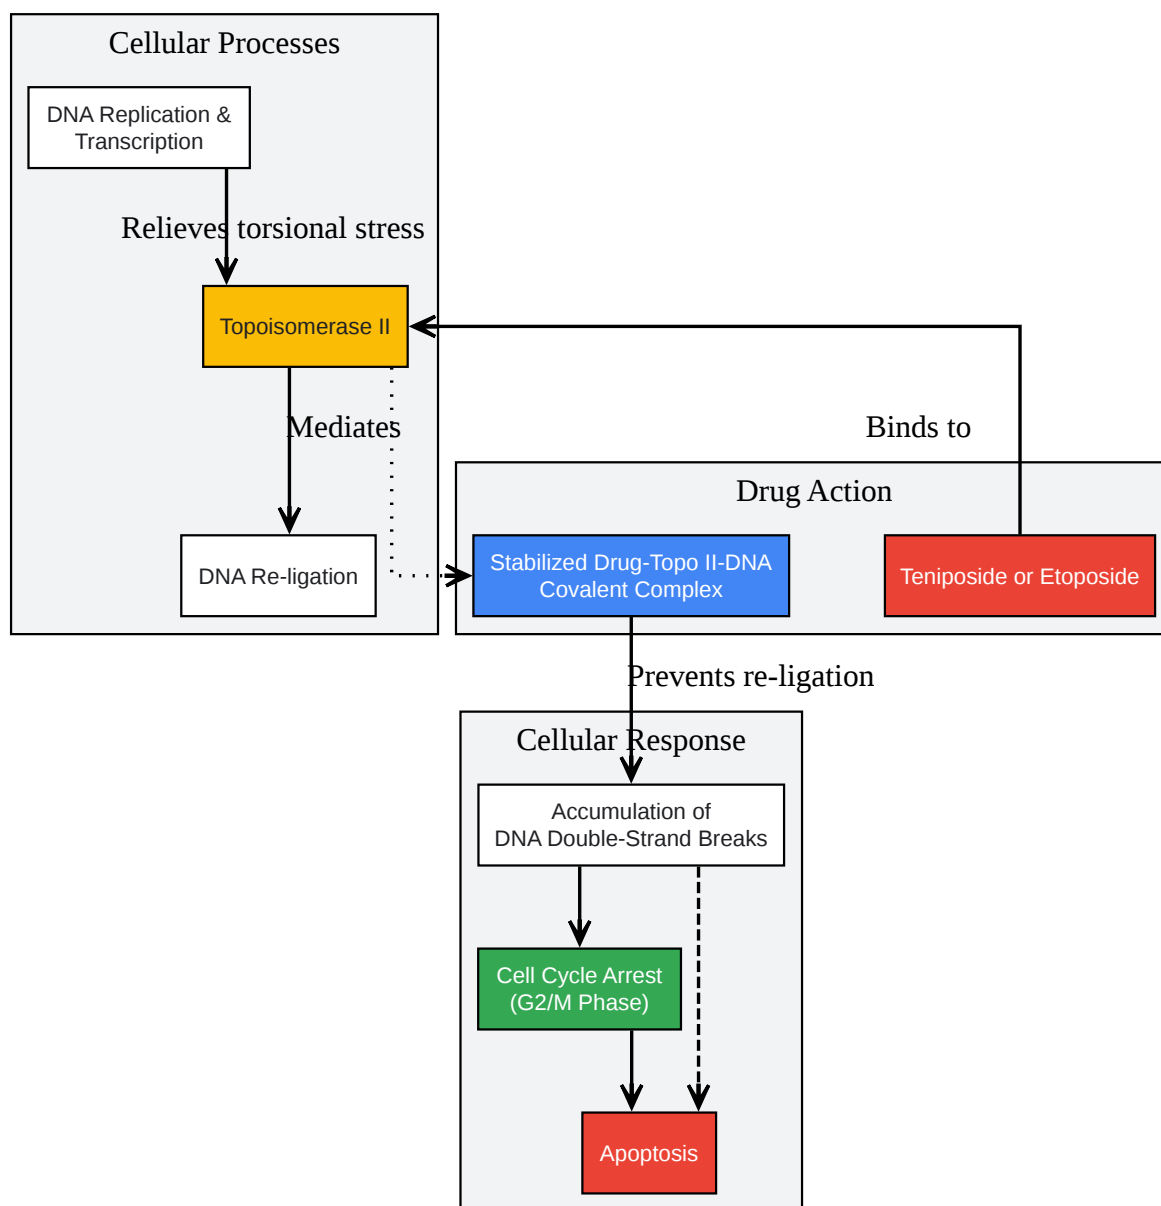 Cellular Processes
DNA Replication &
Transcription
Relieves torsional stress
Topoisomerase II
Mediates
Binds to
Drug Action
DNA Re-ligation
Stabilized Drug-Topo II-DNA
Covalent Complex
Teniposide or Etoposide
Prevents re-ligation
Cellular Response
Accumulation of
DNA Double-Strand Breaks
Cell Cycle Arrest
(G2/M Phase)
Apoptosis